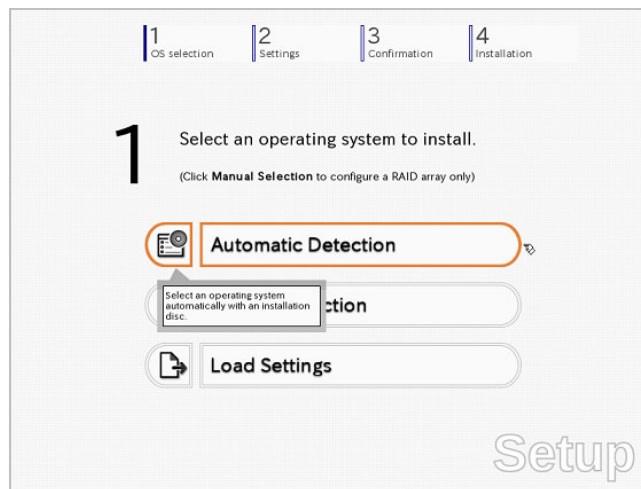 1
OS selection
2
Settings
3
Confirmation
4
Installation
1
Select an operating system to install.
(Click Manual Selection to configure a RAID array only)
Automatic Detection
Select an operating system
automatically with an installation
disc.
ction
Load Settings
Setup